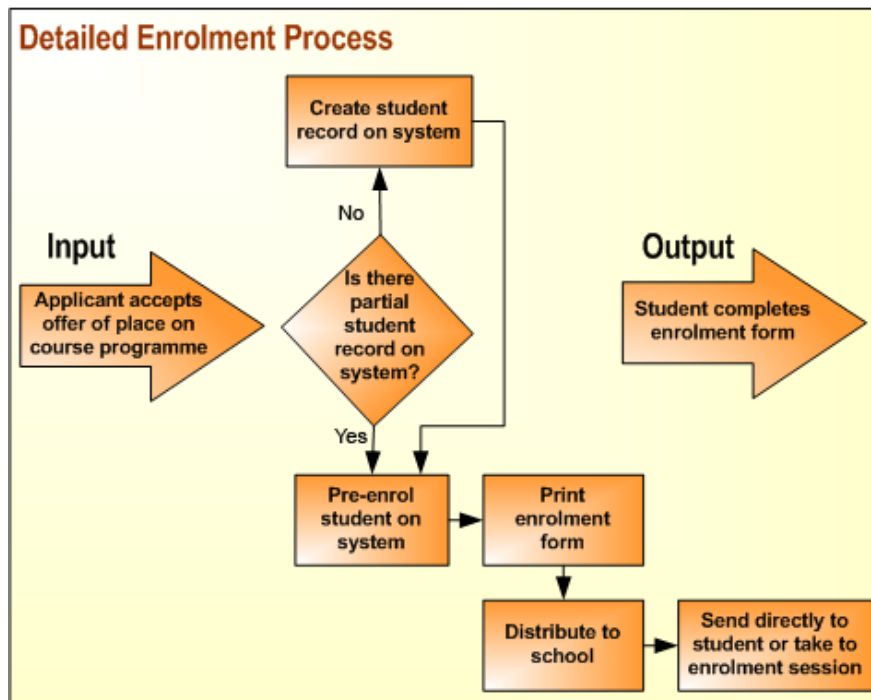 Detailed Enrolment Process
Create student
record on system
No
Input
Applicant accepts
offer of place on
course programme
Is there
partial
student
record on
system?
Output
Student completes
enrolment form
Yes
Pre-enrol
student on
system
Print
enrolment
form
Distribute to
school
Send directly to
student or take to
enrolment session